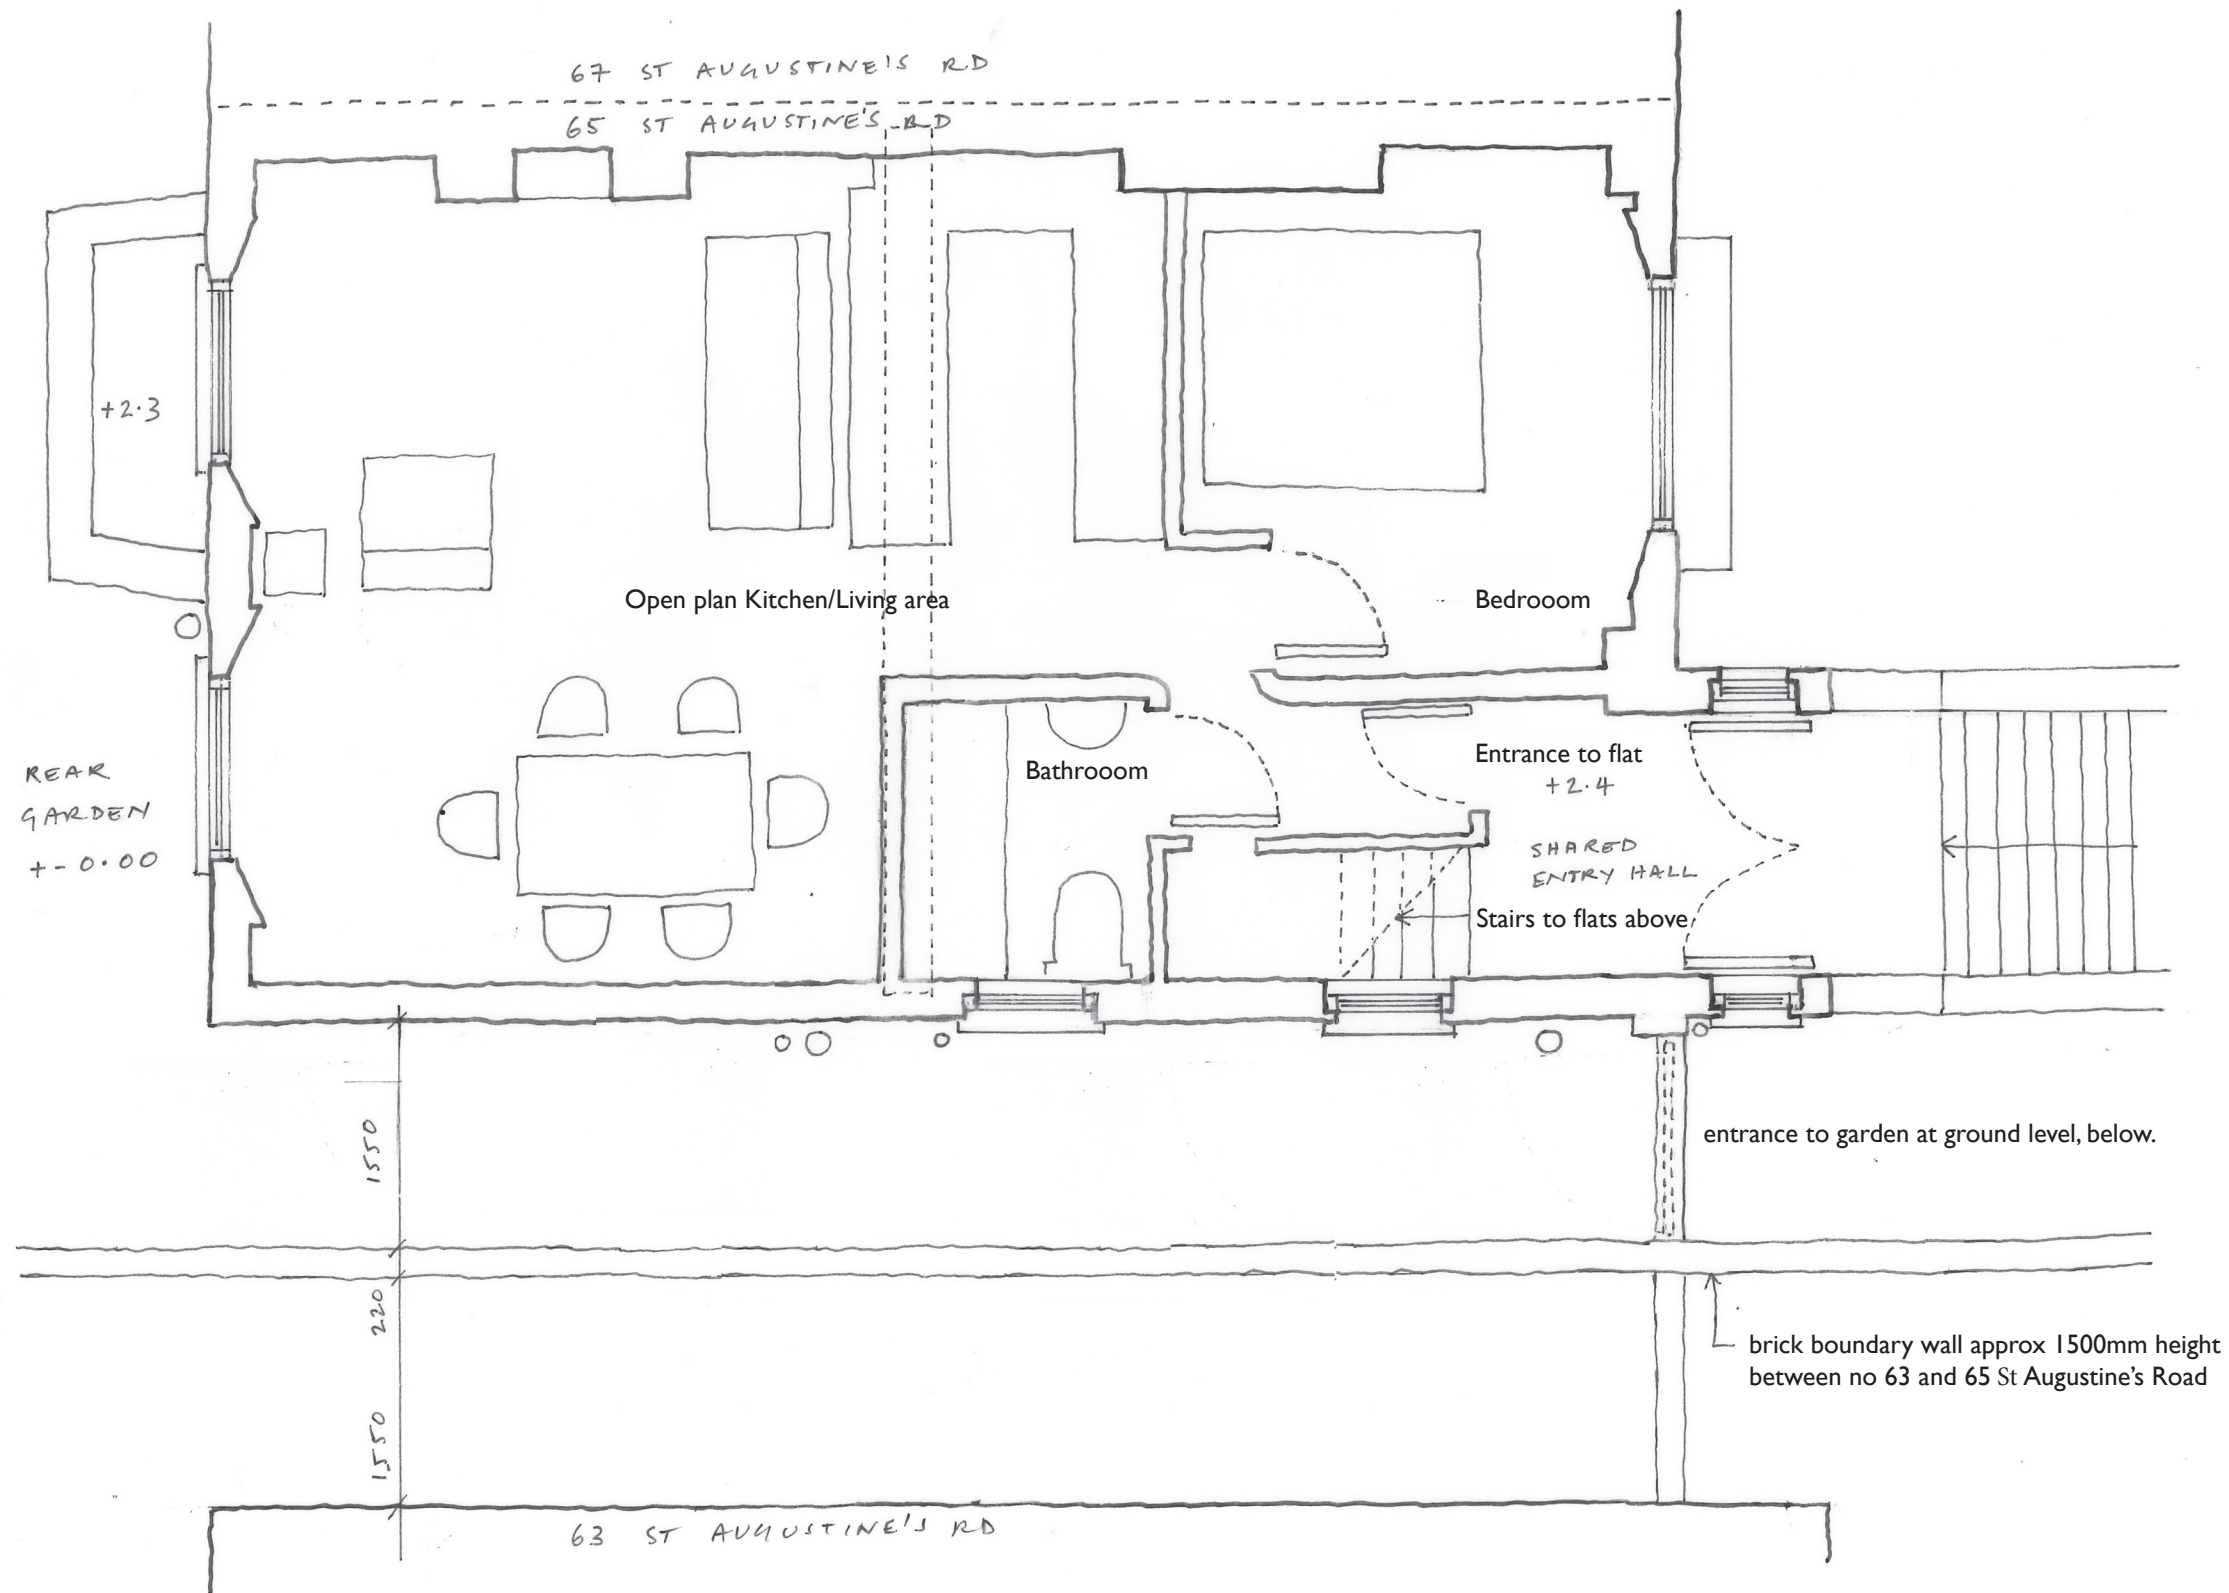 67 ST AUGUSTINE'S RD
65 ST AUGUSTINE'S RD
+2.3
Open plan Kitchen/Living area
Bedrooom
REAR
GARDEN
+- 0.00
Bathrooom
Entrance to flat
+2.4
SHARED
ENTRY HALL
Stairs to flats above
1550
entrance to garden at ground level, below.
220
brick boundary wall approx 1500mm height
between no 63 and 65 St Augustine's Road
1550
63 ST AUGUSTINE'S RD